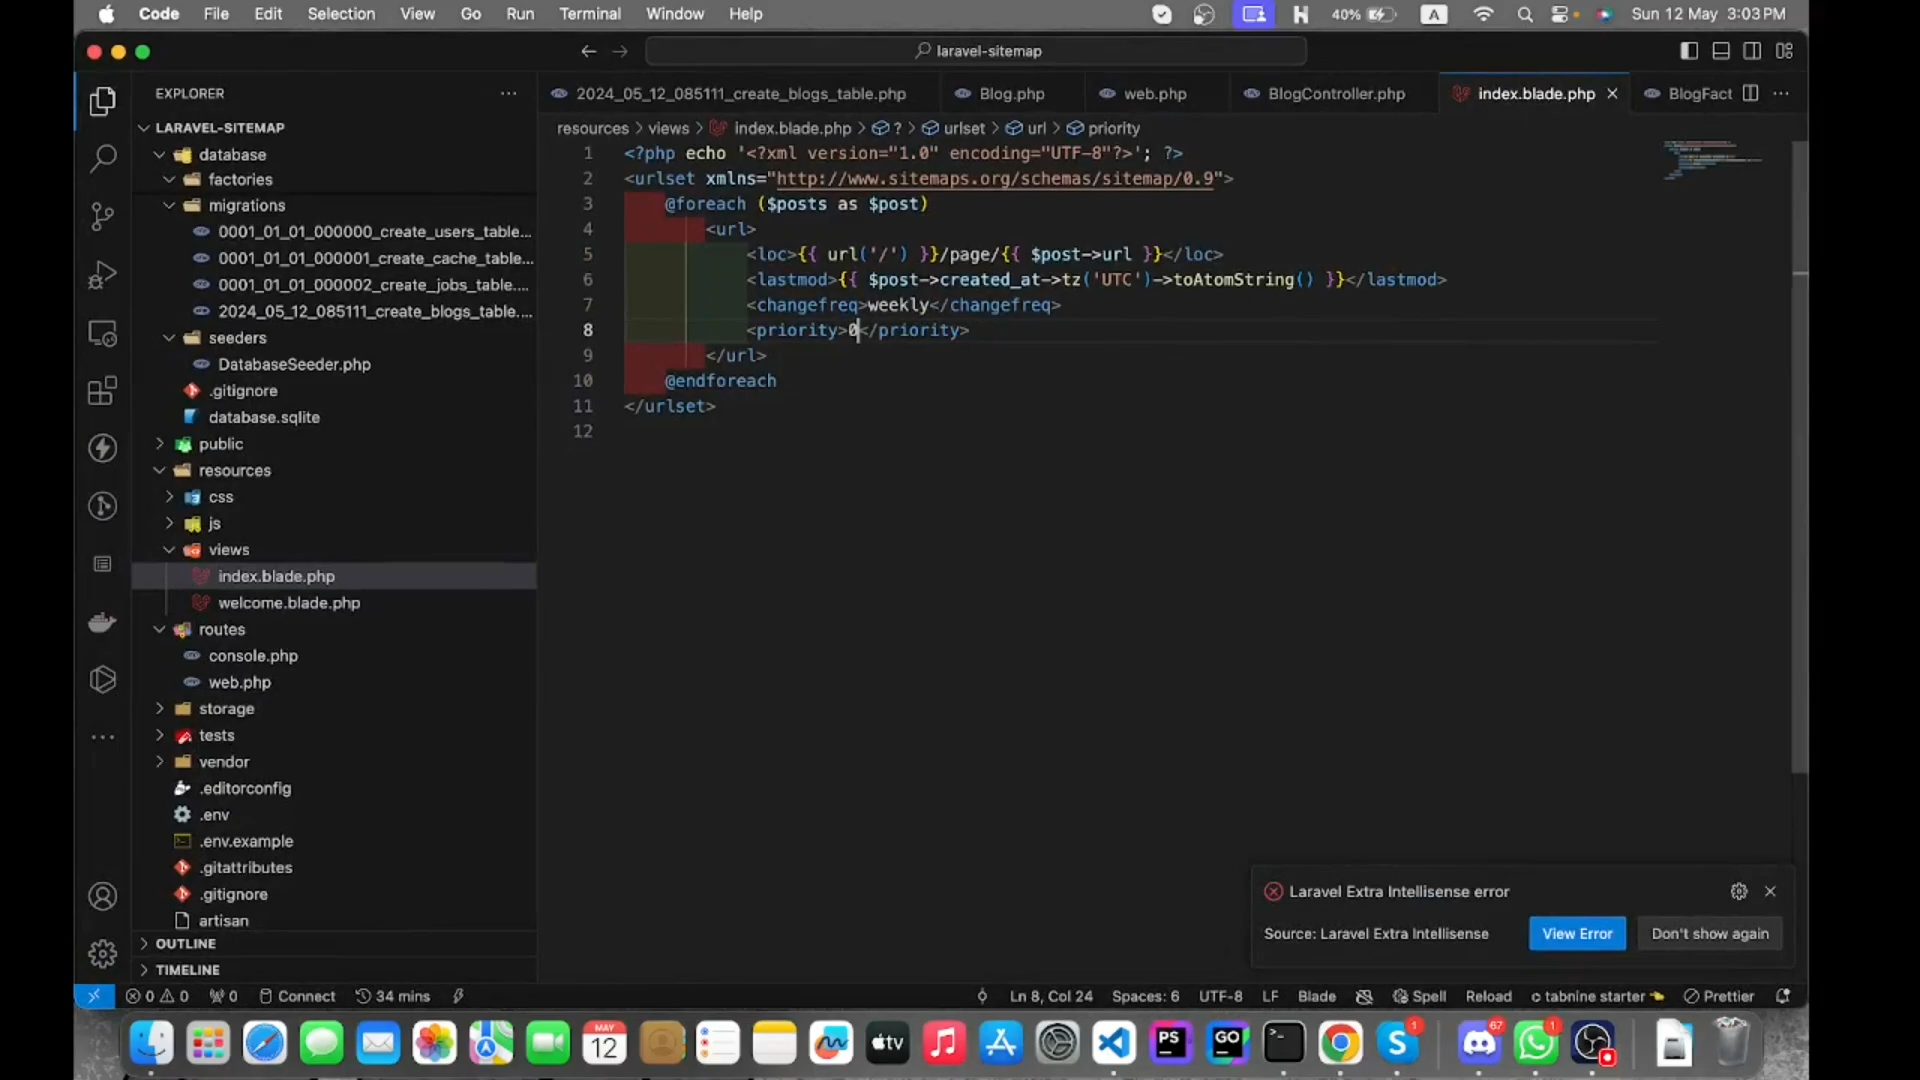 Code File Edit Selection View Go Run Terminal Window Help 40% A Sun 12 May 3:03 PM
laravel-sitemap
EXPLORER
2024_05_12_085111_create_blogs_table.php Blog.php web.php BlogController.php index.blade.php BlogFact
LARAVEL-SITEMAP
database
factories
migrations
0001_01_01_000000_create_users_table...
0001_01_01_000001_create_cache_table...
0001_01_01_000002_create_jobs_table....
2024_05_12_085111_create_blogs_table....
seeders
DatabaseSeeder.php
.gitignore
database.sqlite
public
resources
css
js
views
index.blade.php
welcome.blade.php
routes
console.php
web.php
storage
tests
vendor
.editorconfig
.env
.env.example
.gitattributes
.gitignore
artisan
OUTLINE
TIMELINE
resources > views > index.blade.php > ? > urlset > url > priority
1 <?php echo '<?xml version="1.0" encoding="UTF-8"?>'; ?>
2 <urlset xmlns="http://www.sitemaps.org/schemas/sitemap/0.9">
3 @foreach ($posts as $post)
4 <url>
5 <loc>{{ url('/') }}/page/{{ $post->url }}</loc>
6 <lastmod>{{ $post->created_at->tz('UTC')->toAtomString() }}</lastmod>
7 <changefreq>weekly</changefreq>
8 <priority>0</priority>
9 </url>
10 @endforeach
11 </urlset>
12
Laravel Extra Intellisense error
Source: Laravel Extra Intellisense View Error Don't show again
0 0 0 Connect 34 mins Ln 8, Col 24 Spaces: 6 UTF-8 LF Blade Spell Reload tabnine starter Prettier
MAY
12
tv
PS
GO
1
67
1